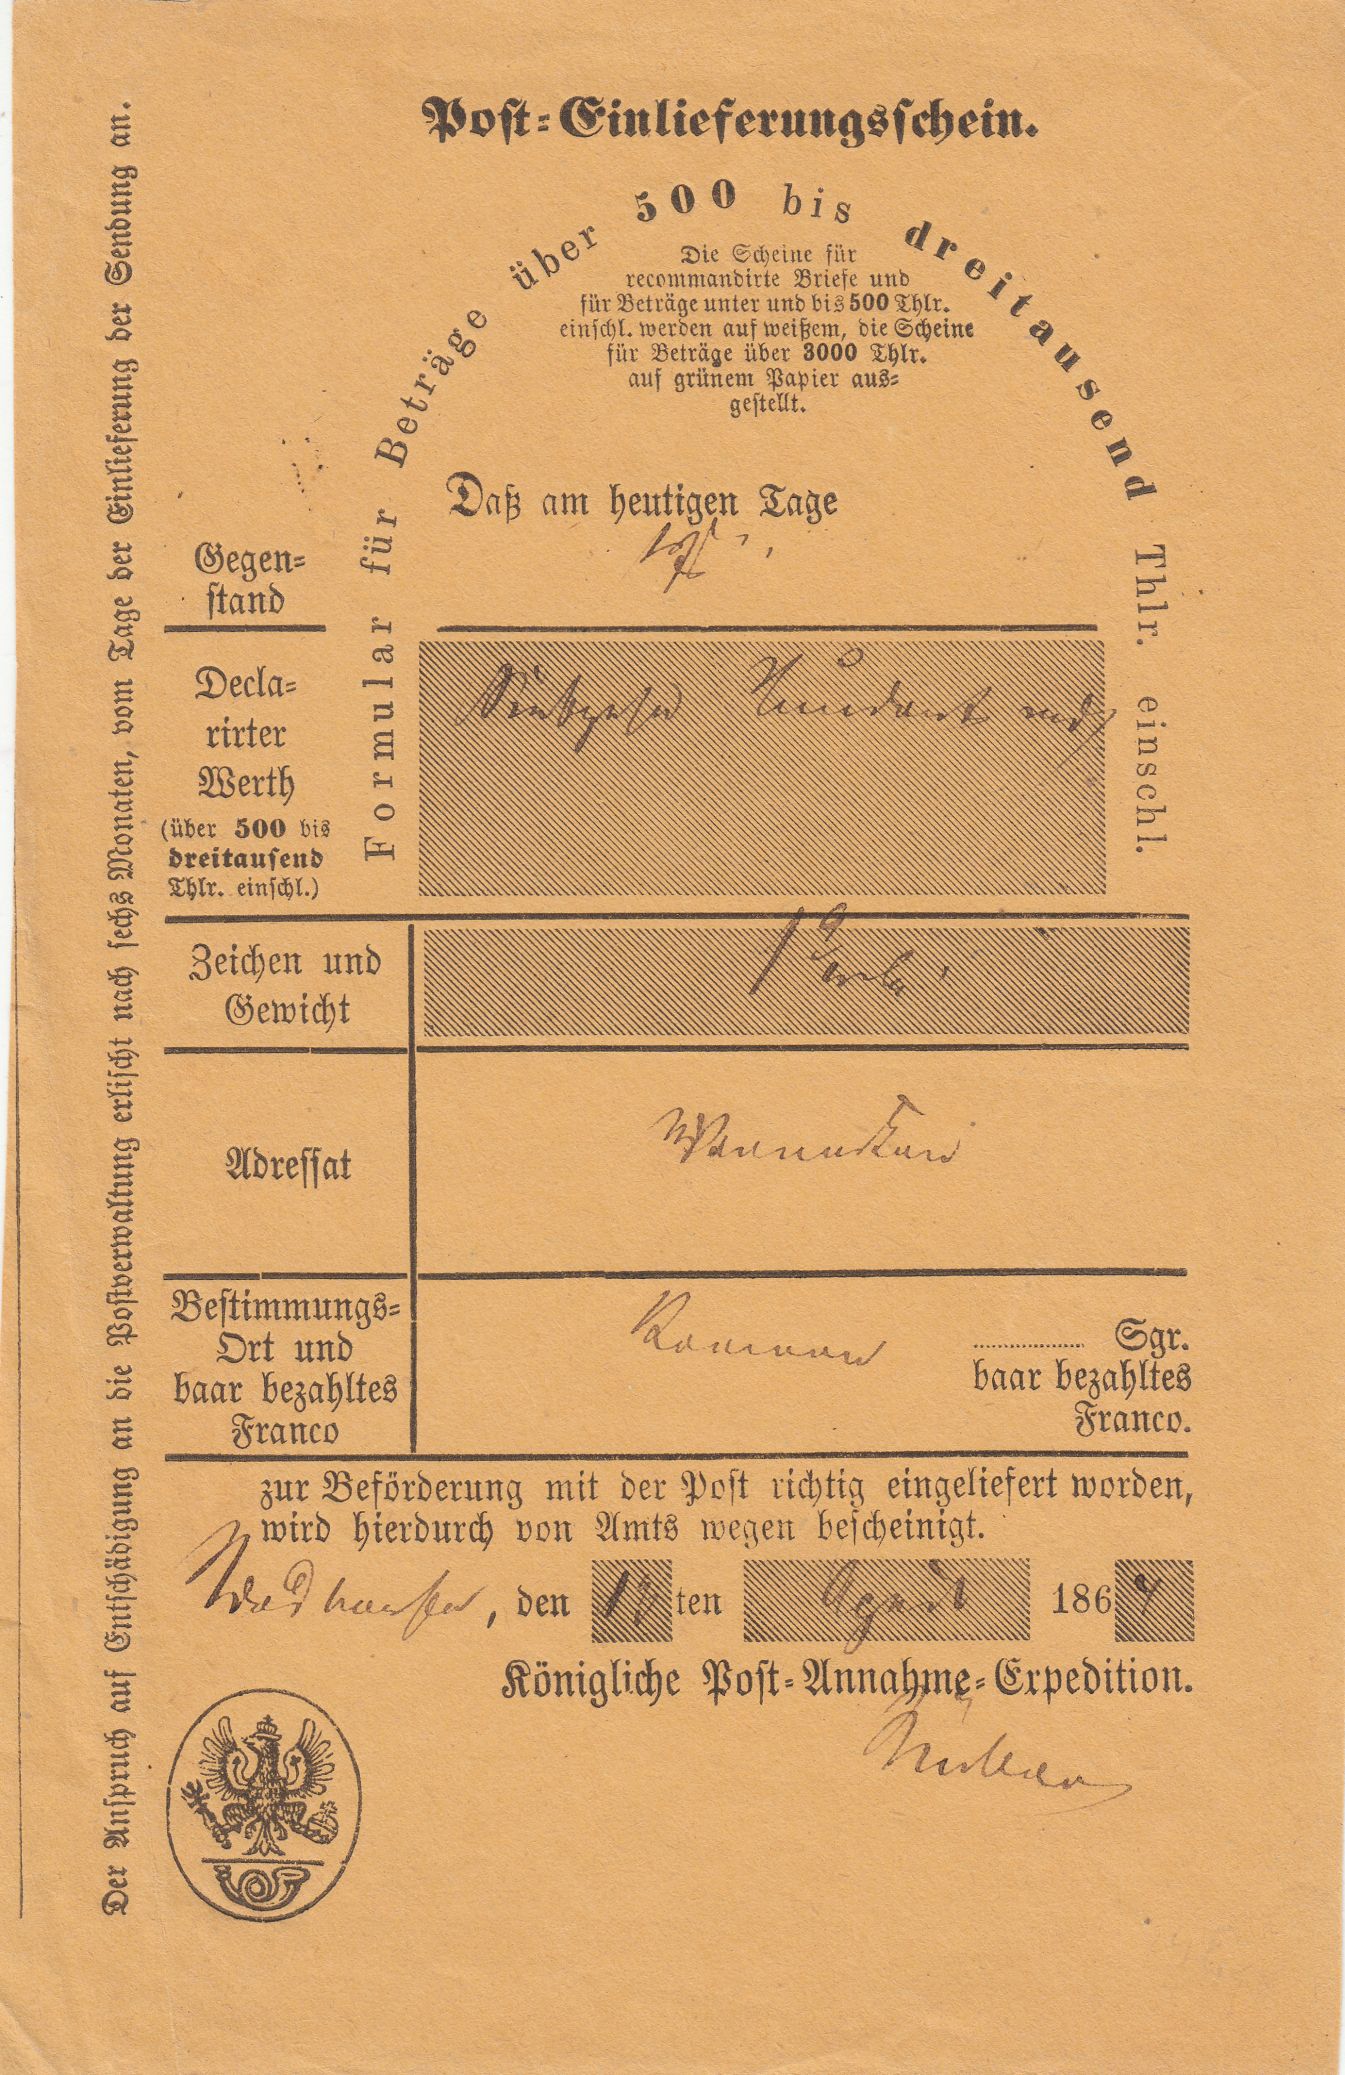 Post-Einlieferungsschein.
Formular für Beträge über 500 bis dreitausend Thlr. einschl.
Die Scheine für
recommandirte Briefe und
für Beträge unter und bis 500 Thlr.
einschl. werden auf weißem, die Scheine
für Beträge über 3000 Thlr.
auf grünem Papier aus-
gestellt.
Daß am heutigen Tage
Gegen-
stand
Decla-
rirter
Werth
(über 500 bis
dreitausend
Thlr. einschl.)
Zeichen und
Gewicht
Adressat
Bestimmungs-
Ort und
baar bezahltes
Franco
Sgr.
baar bezahltes
Franco.
zur Beförderung mit der Post richtig eingeliefert worden,
wird hierdurch von Amts wegen bescheinigt.
, den ten 1864
Königliche Post-Annahme-Expedition.
Der Anspruch auf Entschädigung an die Postverwaltung erlischt nach sechs Monaten, vom Tage der Einlieferung der Sendung an.